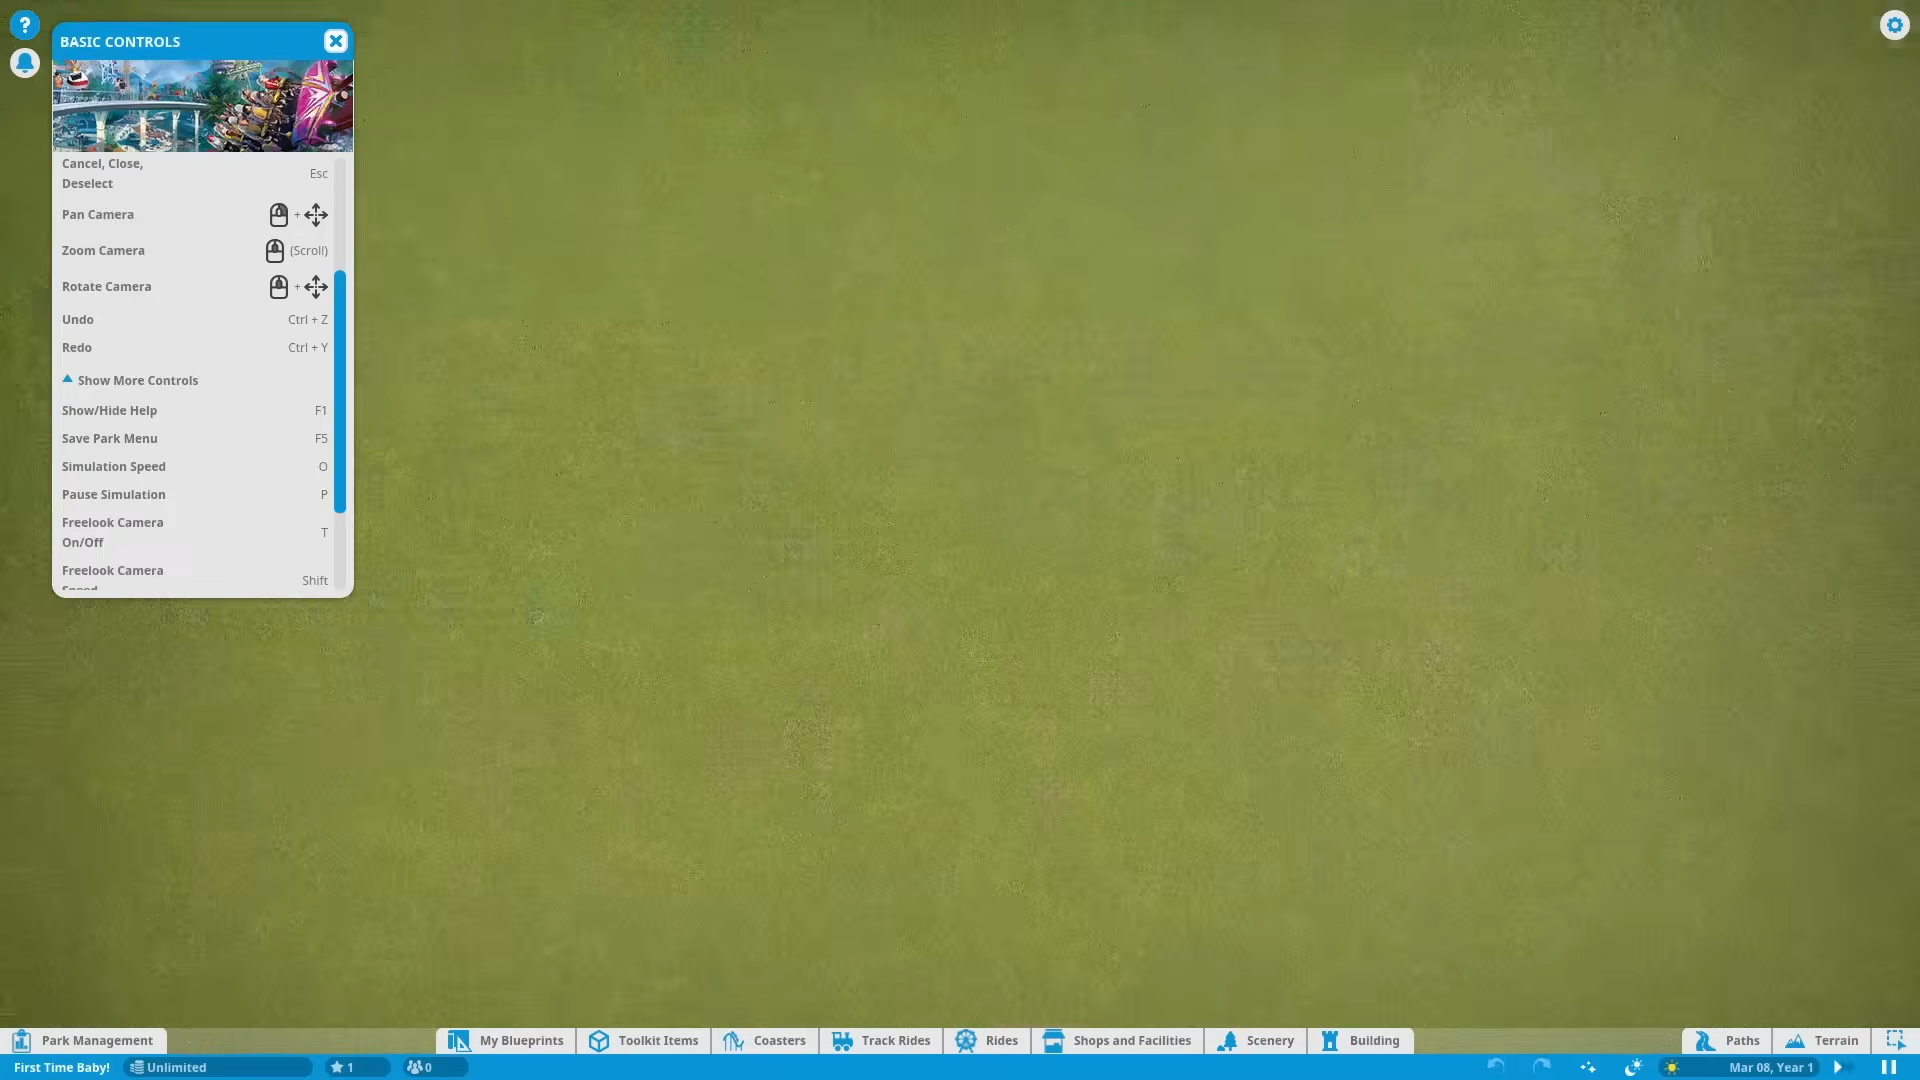 ?
BASIC CONTROLS
Cancel, Close,
Deselect
Esc
Pan Camera
+
Zoom Camera
(Scroll)
Rotate Camera
+
Undo
Ctrl + Z
Redo
Ctrl + Y
Show More Controls
Show/Hide Help
F1
Save Park Menu
F5
Simulation Speed
O
Pause Simulation
P
Freelook Camera
On/Off
T
Freelook Camera
Speed
Shift
Park Management
My Blueprints
Toolkit Items
Coasters
Track Rides
Rides
Shops and Facilities
Scenery
Building
Paths
Terrain
First Time Baby!
Unlimited
1
0
Mar 08, Year 1